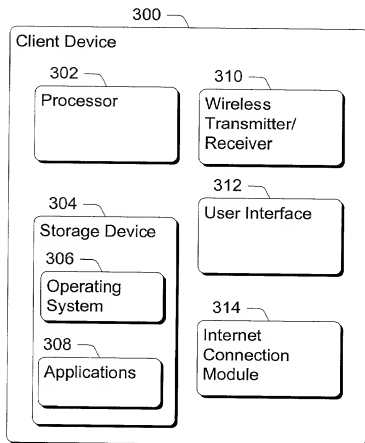 300
Client Device
302
Processor
310
Wireless
Transmitter/
Receiver
304
Storage Device
306
Operating
System
308
Applications
312
User Interface
314
Internet
Connection
Module